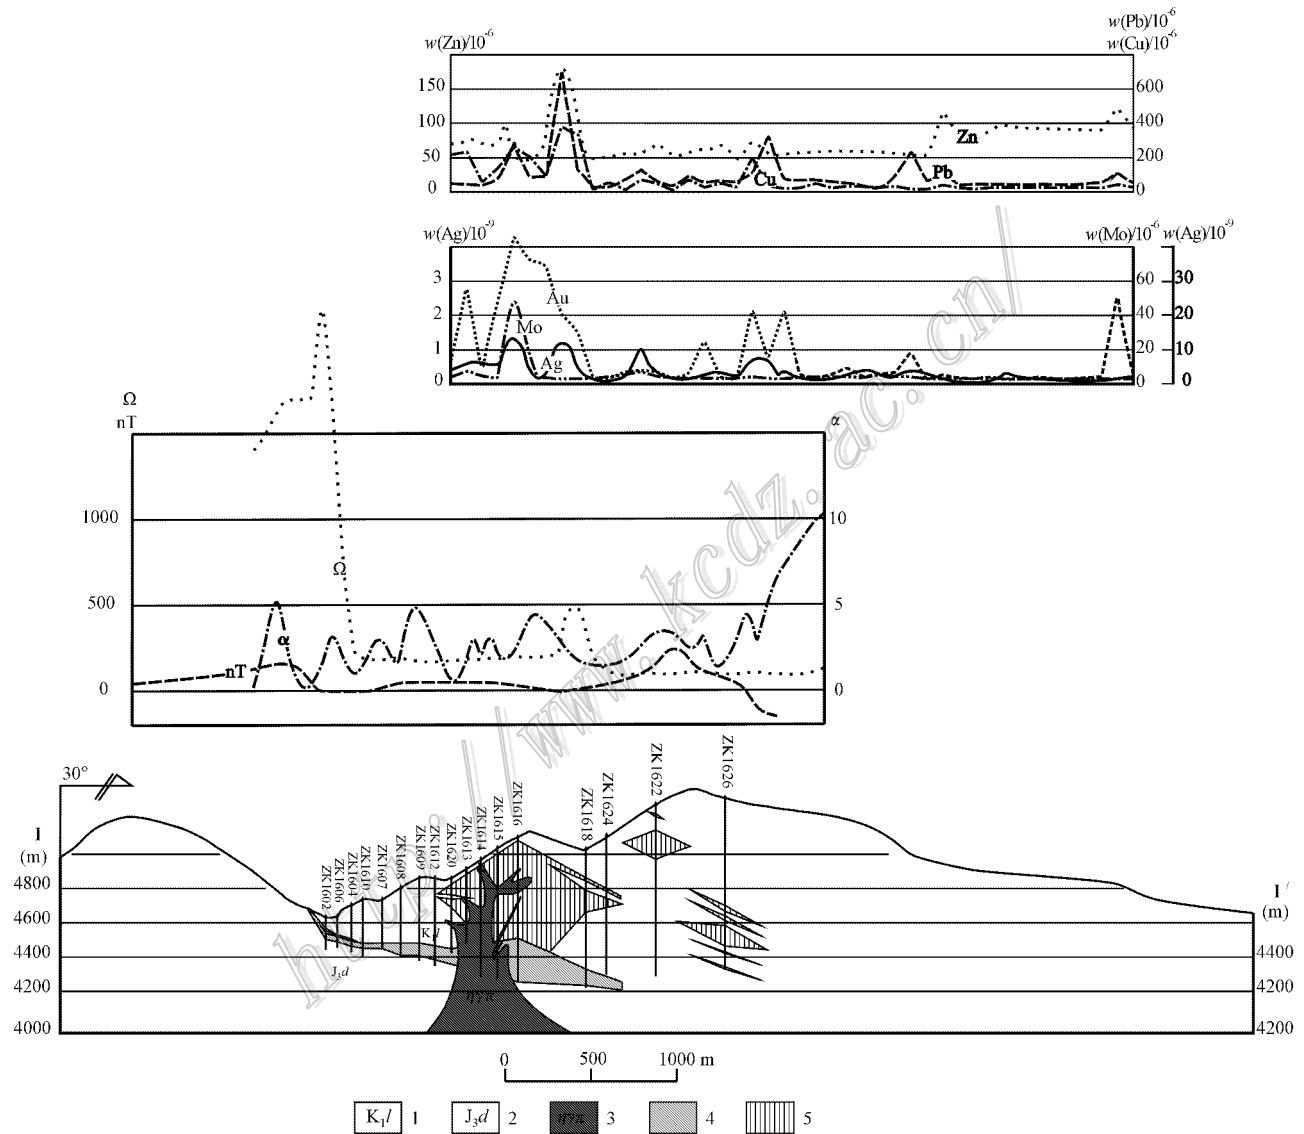 w(Pb)/10⁻⁶
w(Zn)/10⁻⁶ w(Cu)/10⁻⁶
150 600
100 400
Zn
50 200
Pb
Cu
0 0
w(Ag)/10⁻⁹ w(Mo)/10⁻⁶ w(Ag)/10⁻⁹
3 60 30
Au
2 40 20
Mo
1 20 10
Ag
0 0 0
Ω
nT α
1000 10
Ω
500 5
α
nT
0 0
30°
I
(m)
4800
4600
4400
4200
4000
ZK1602
ZK1606
ZK1604
ZK1610
ZK1607
ZK1608
ZK1609
ZK1612
ZK1620
ZK1613
ZK1614
ZK1615
ZK1616
ZK1618
ZK1624
ZK1622
ZK1626
K₁l
J₃d
ηγπ
I′
(m)
4400
4200
4200
0 500 1000 m
K₁l 1 J₃d 2 ηγπ 3 4 5
http://www.kcdz.ac.cn/